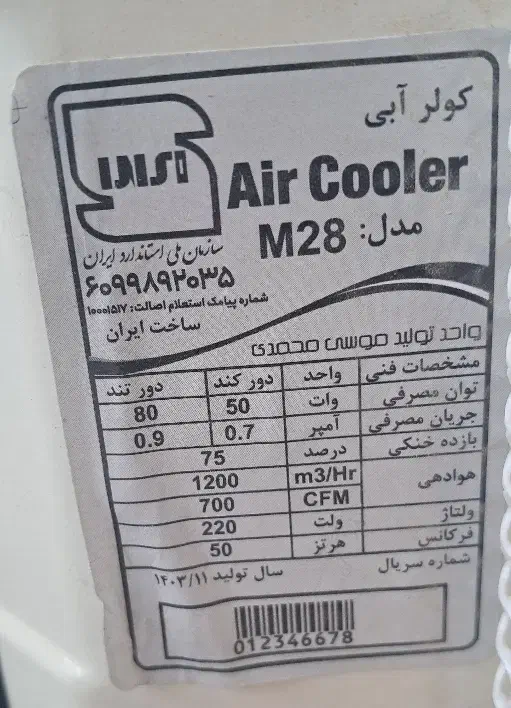 کولر آبی
Air Cooler
مدل: M28
سازمان ملی استاندارد ایران
۶۰۹۹۸۹۲۰۳۵
شماره پیامک استعلام اصالت: ۱۰۰۰۱۵۱۷
ساخت ایران
واحد تولید موسی محمدی
مشخصات فنی واحد دور کند دور تند
توان مصرفی وات 50 80
جریان مصرفی آمپر 0.7 0.9
بازده خنکی درصد 75
هوادهی m3/Hr 1200
CFM 700
ولتاژ ولت 220
فرکانس هرتز 50
شماره سریال سال تولید ۱۴۰۳/۱۱
012346678